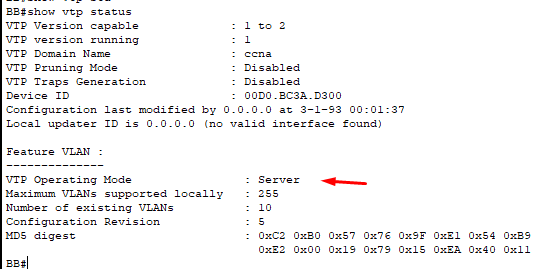 BB#show vtp status
VTP Version capable : 1 to 2
VTP version running : 1
VTP Domain Name : ccna
VTP Pruning Mode : Disabled
VTP Traps Generation : Disabled
Device ID : 00D0.BC3A.D300
Configuration last modified by 0.0.0.0 at 3-1-93 00:01:37
Local updater ID is 0.0.0.0 (no valid interface found)
Feature VLAN :
--------------
VTP Operating Mode : Server
Maximum VLANs supported locally : 255
Number of existing VLANs : 10
Configuration Revision : 5
MD5 digest : 0xC2 0xB0 0x57 0x76 0x9F 0xE1 0x54 0xB9
0xE2 0x00 0x19 0x79 0x15 0xEA 0x40 0x11
BB#